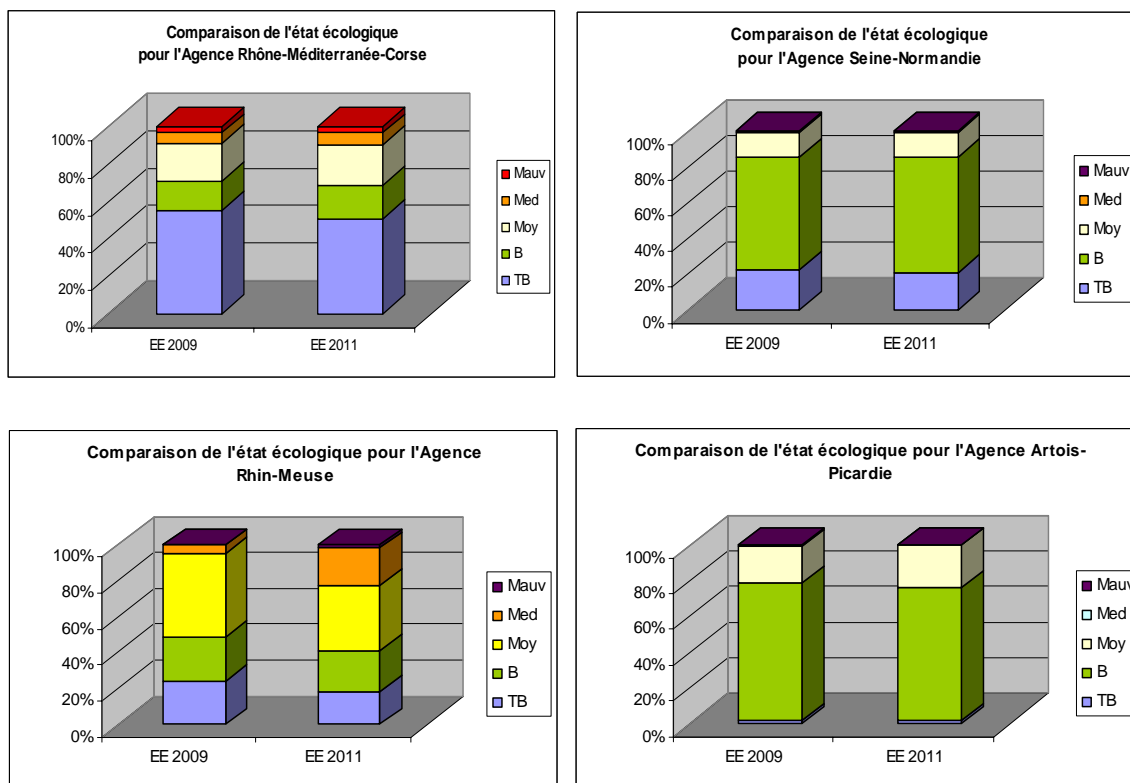 Comparaison de l'état écologique
pour l'Agence Rhône-Méditerranée-Corse
100%
80%
60%
40%
20%
0%
EE 2009
EE 2011
Mauv
Med
Moy
B
TB
Comparaison de l'état écologique
pour l'Agence Seine-Normandie
100%
80%
60%
40%
20%
0%
EE 2009
EE 2011
Mauv
Med
Moy
B
TB
Comparaison de l'état écologique pour l'Agence
Rhin-Meuse
100%
80%
60%
40%
20%
0%
EE 2009
EE 2011
Mauv
Med
Moy
B
TB
Comparaison de l'état écologique pour l'Agence Artois-
Picardie
100%
80%
60%
40%
20%
0%
EE 2009
EE 2011
Mauv
Med
Moy
B
TB